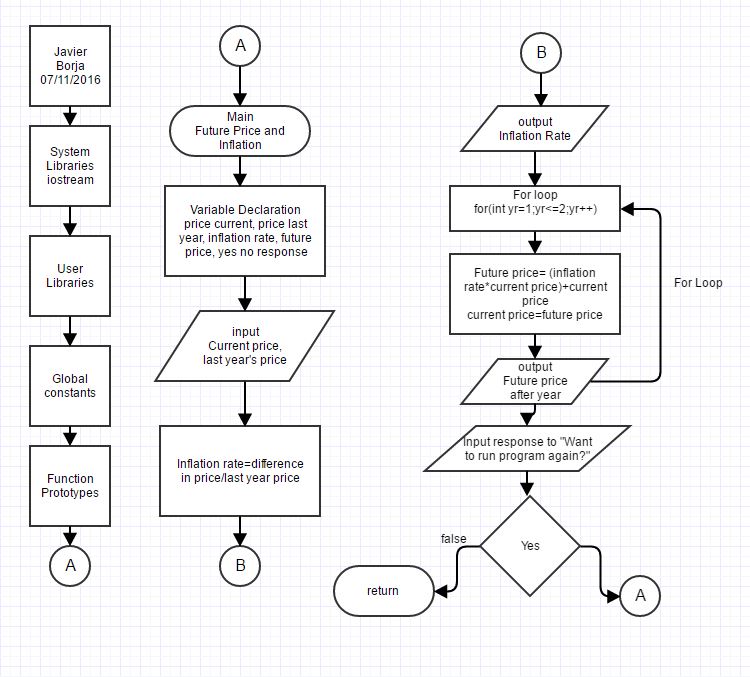 Javier
Borja
07/11/2016
System
Libraries
iostream
User
Libraries
Global
constants
Function
Prototypes
A
A
Main
Future Price and
Inflation
Variable Declaration
price current, price last
year, inflation rate, future
price, yes no response
input
Current price,
last year's price
Inflation rate=difference
in price/last year price
B
B
output
Inflation Rate
For loop
for(int yr=1;yr<=2;yr++)
Future price= (inflation
rate*current price)+current
price
current price=future price
For Loop
output
Future price
after year
Input response to "Want
to run program again?"
Yes
false
return
A